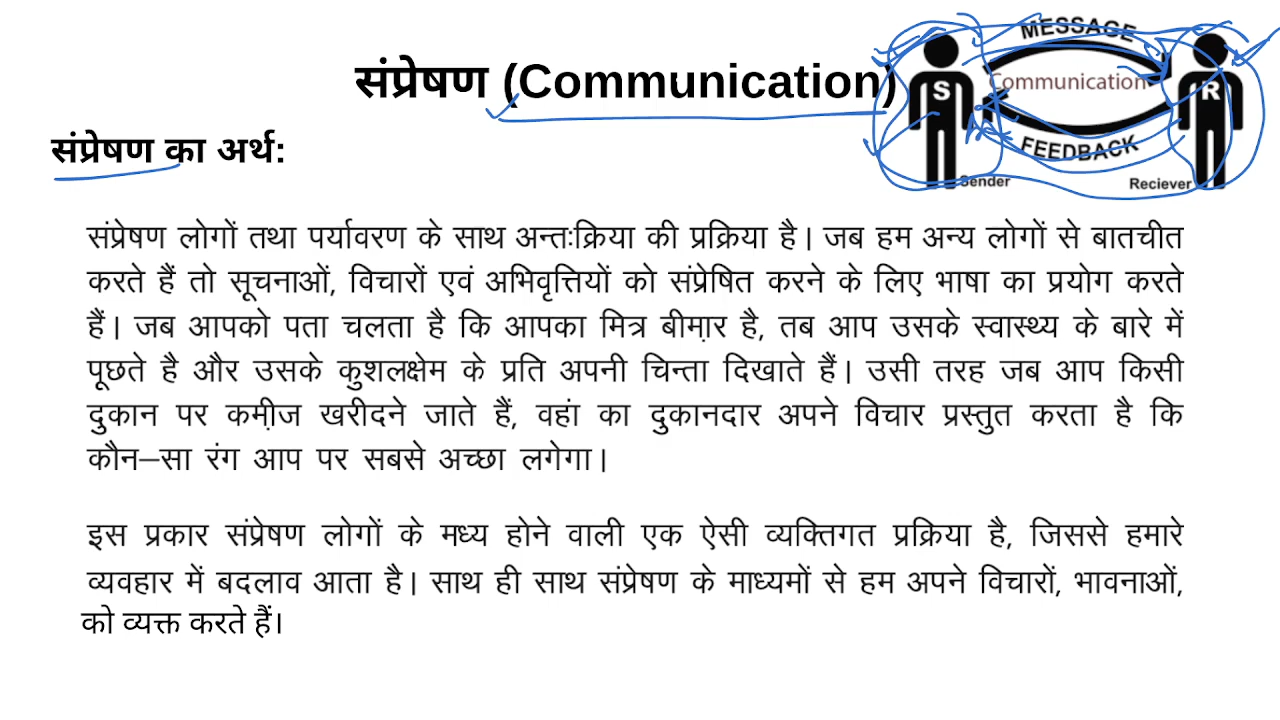 संप्रेषण (Communication)
MESSAGE
Communication
S
R
FEEDBACK
Sender
Reciever
संप्रेषण का अर्थ:
संप्रेषण लोगों तथा पर्यावरण के साथ अन्तःक्रिया की प्रक्रिया है। जब हम अन्य लोगों से बातचीत
करते हैं तो सूचनाओं, विचारों एवं अभिवृत्तियों को संप्रेषित करने के लिए भाषा का प्रयोग करते
हैं। जब आपको पता चलता है कि आपका मित्र बीमा़र है, तब आप उसके स्वास्थ्य के बारे में
पूछते है और उसके कुशलक्षेम के प्रति अपनी चिन्ता दिखाते हैं। उसी तरह जब आप किसी
दुकान पर कमी़ज खरीदने जाते हैं, वहां का दुकानदार अपने विचार प्रस्तुत करता है कि
कौन–सा रंग आप पर सबसे अच्छा लगेगा।
इस प्रकार संप्रेषण लोगों के मध्य होने वाली एक ऐसी व्यक्तिगत प्रक्रिया है, जिससे हमारे
व्यवहार में बदलाव आता है। साथ ही साथ संप्रेषण के माध्यमों से हम अपने विचारों, भावनाओं,
को व्यक्त करते हैं।